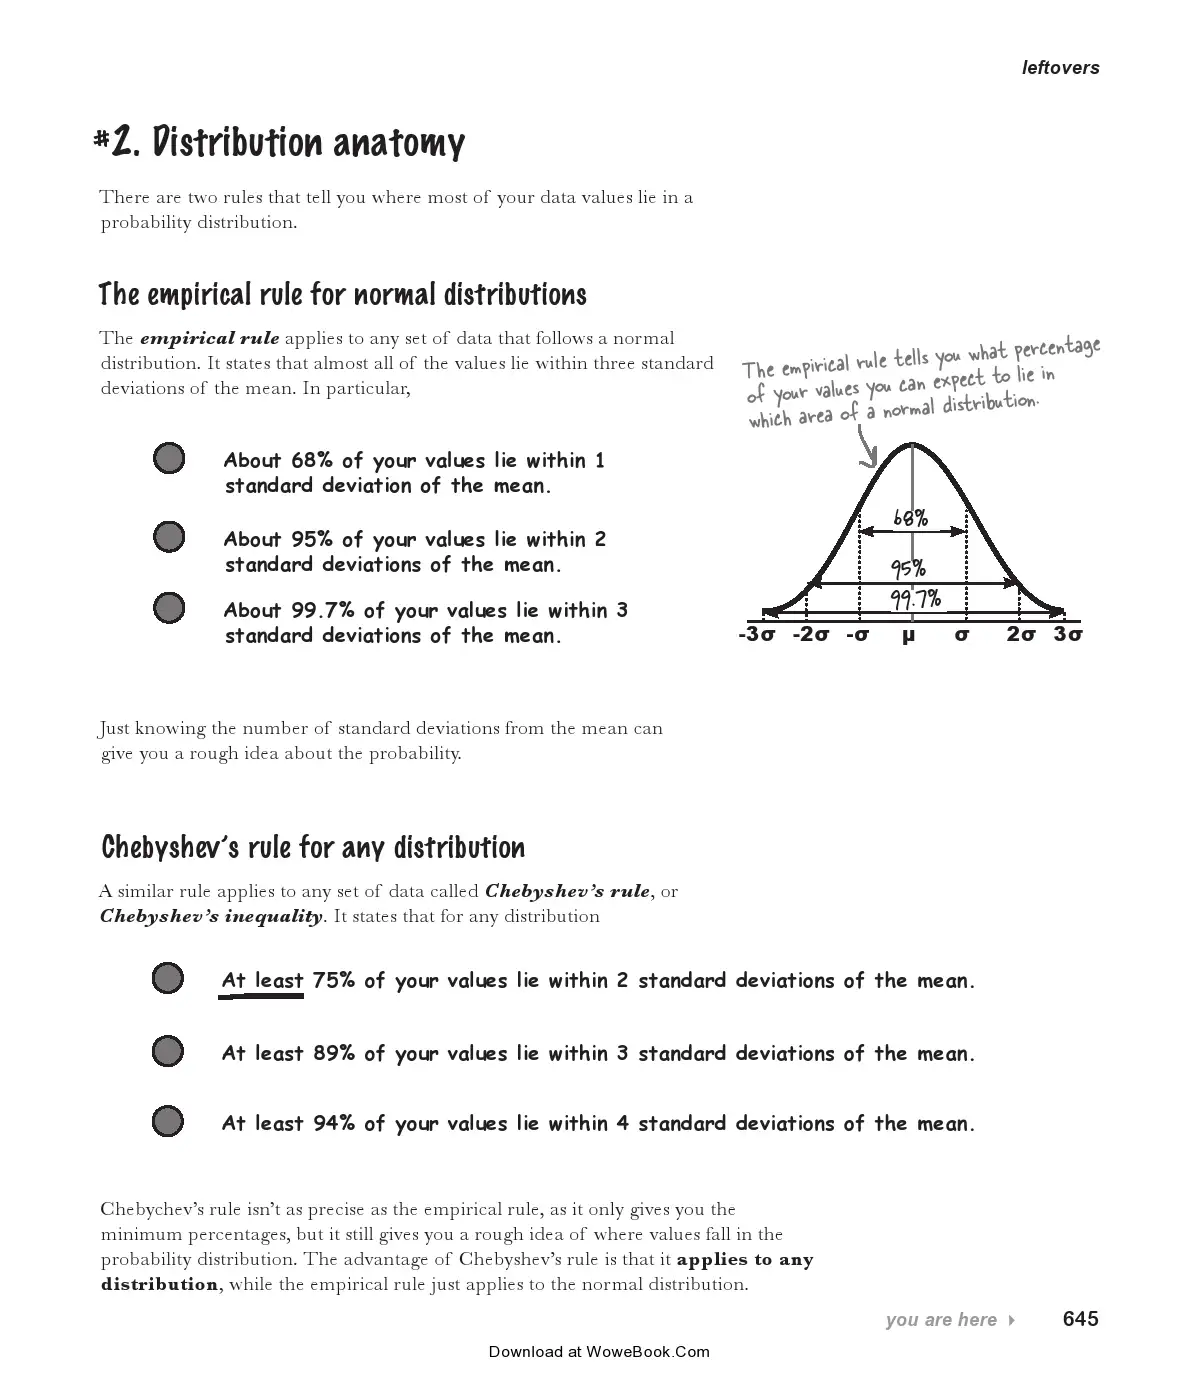 leftovers
#2. Distribution anatomy
There are two rules that tell you where most of your data values lie in a
probability distribution.
The empirical rule for normal distributions
The empirical rule applies to any set of data that follows a normal
distribution. It states that almost all of the values lie within three standard
deviations of the mean. In particular,
The empirical rule tells you what percentage
of your values you can expect to lie in
which area of a normal distribution.
About 68% of your values lie within 1
standard deviation of the mean.
About 95% of your values lie within 2
standard deviations of the mean.
About 99.7% of your values lie within 3
standard deviations of the mean.
68%
95%
99.7%
-3σ -2σ -σ μ σ 2σ 3σ
Just knowing the number of standard deviations from the mean can
give you a rough idea about the probability.
Chebyshev's rule for any distribution
A similar rule applies to any set of data called Chebyshev's rule, or
Chebyshev's inequality. It states that for any distribution
At least 75% of your values lie within 2 standard deviations of the mean.
At least 89% of your values lie within 3 standard deviations of the mean.
At least 94% of your values lie within 4 standard deviations of the mean.
Chebychev's rule isn't as precise as the empirical rule, as it only gives you the
minimum percentages, but it still gives you a rough idea of where values fall in the
probability distribution. The advantage of Chebyshev's rule is that it applies to any
distribution, while the empirical rule just applies to the normal distribution.
you are here 645
Download at WoweBook.Com